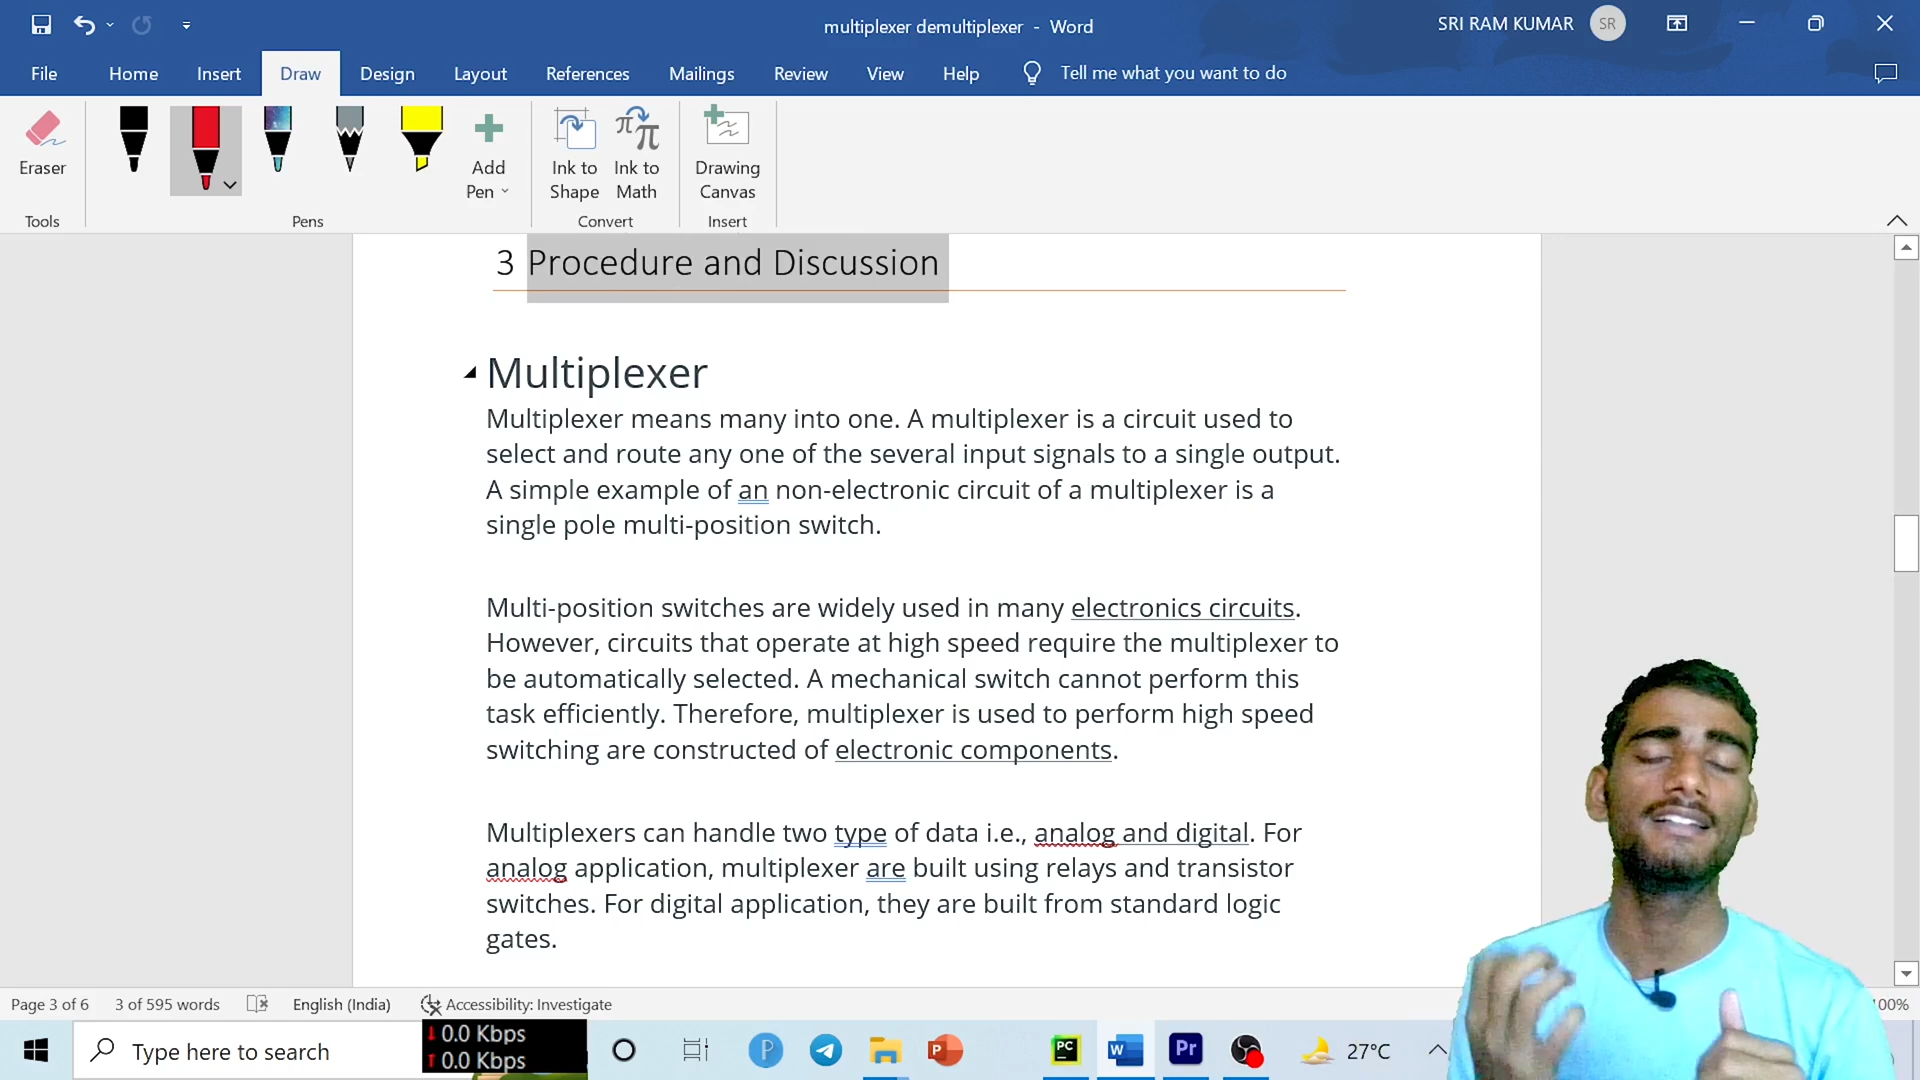 multiplexer demultiplexer - Word
SRI RAM KUMAR SR
File Home Insert Draw Design Layout References Mailings Review View Help Tell me what you want to do
Eraser
Add Pen
Ink to Shape
Ink to Math
Drawing Canvas
Tools Pens Convert Insert
3 Procedure and Discussion
Multiplexer
Multiplexer means many into one. A multiplexer is a circuit used to
select and route any one of the several input signals to a single output.
A simple example of an non-electronic circuit of a multiplexer is a
single pole multi-position switch.
Multi-position switches are widely used in many electronics circuits.
However, circuits that operate at high speed require the multiplexer to
be automatically selected. A mechanical switch cannot perform this
task efficiently. Therefore, multiplexer is used to perform high speed
switching are constructed of electronic components.
Multiplexers can handle two type of data i.e., analog and digital. For
analog application, multiplexer are built using relays and transistor
switches. For digital application, they are built from standard logic
gates.
Page 3 of 6 3 of 595 words English (India) Accessibility: Investigate 100%
Type here to search
0.0 Kbps
0.0 Kbps
P P PC W Pr
27°C